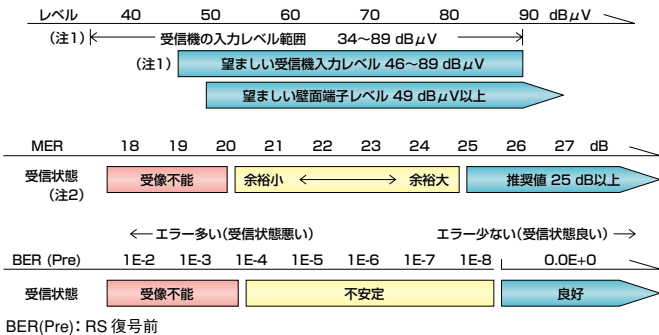 レベル 40 50 60 70 80 90 dBμV
(注1) 受信機の入力レベル範囲 34~89 dBμV
(注1) 望ましい受信機入力レベル 46~89 dBμV
望ましい壁面端子レベル 49 dBμV以上
MER 18 19 20 21 22 23 24 25 26 27 dB
受信状態 受像不能 余裕小 余裕大 推奨値 25 dB以上
(注2)
エラー多い(受信状態悪い) エラー少ない(受信状態良い)
BER (Pre) 1E-2 1E-3 1E-4 1E-5 1E-6 1E-7 1E-8 0.0E+0
受信状態 受像不能 不安定 良好
BER(Pre):RS 復号前